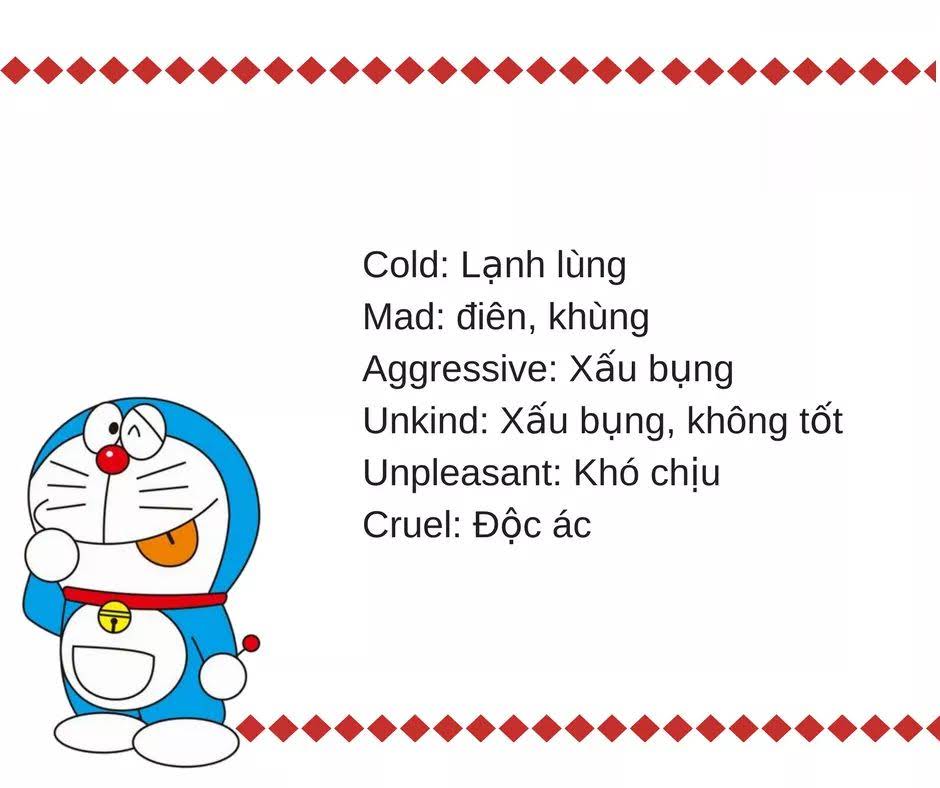 Cold: Lạnh lùng
Mad: điên, khùng
Aggressive: Xấu bụng
Unkind: Xấu bụng, không tốt
Unpleasant: Khó chịu
Cruel: Độc ác